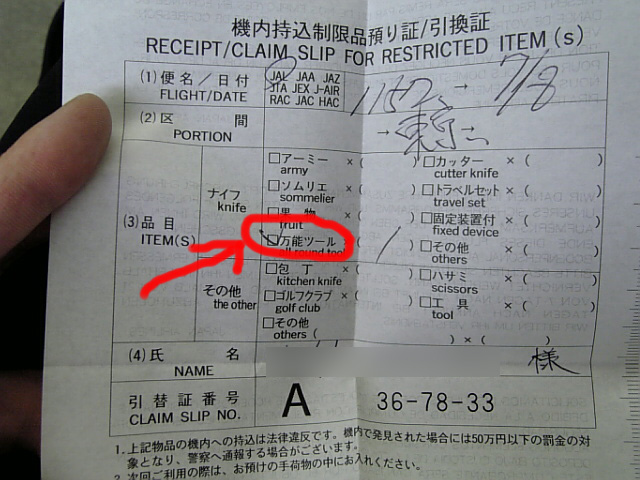 機内持込制限品預り証/引換証
RECEIPT/CLAIM SLIP FOR RESTRICTED ITEM(s)
(1)便名/日付 JAL JAA JAZ
FLIGHT/DATE JTA JEX J-AIR
RAC JAC HAC
→ 7/8
(2)区 間
PORTION
→ 東京
(3)品目
ITEM(S)
ナイフ
knife
□アーミー ×( )
army
□ソムリエ ×( )
sommelier
□果物
fruit
□万能ツール ×( 1 )
all round tool
□カッター ×( )
cutter knife
□トラベルセット ×( )
travel set
□固定装置付 ×( )
fixed device
□その他 ×( )
others
その他
the other
□包丁 ×( )
kitchen knife
□ゴルフクラブ ×( )
golf club
□その他
others (
□ハサミ ×( )
scissors
□工具 ×( )
tool
) ×( )
(4)氏 名
NAME
様
引替証番号
CLAIM SLIP NO.
A 36-78-33
1.上記物品の機内への持込は法律違反です。機内で発見された場合には50万円以下の罰金の対
象となり、警察へ通報する場合がございます。
2.次回ご利用の際は、お預けの手荷物の中にお入れください。